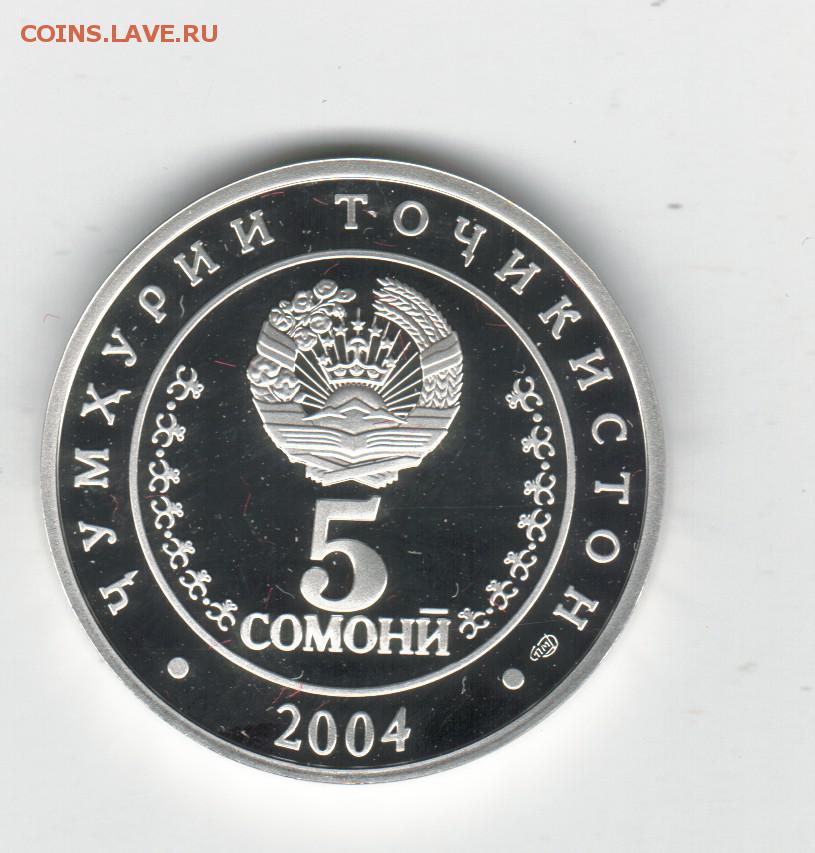 COINS.LAVE.RU
ҶУМҲУРИИ ТОҶИКИСТОН
5
СОМОНӢ
2004